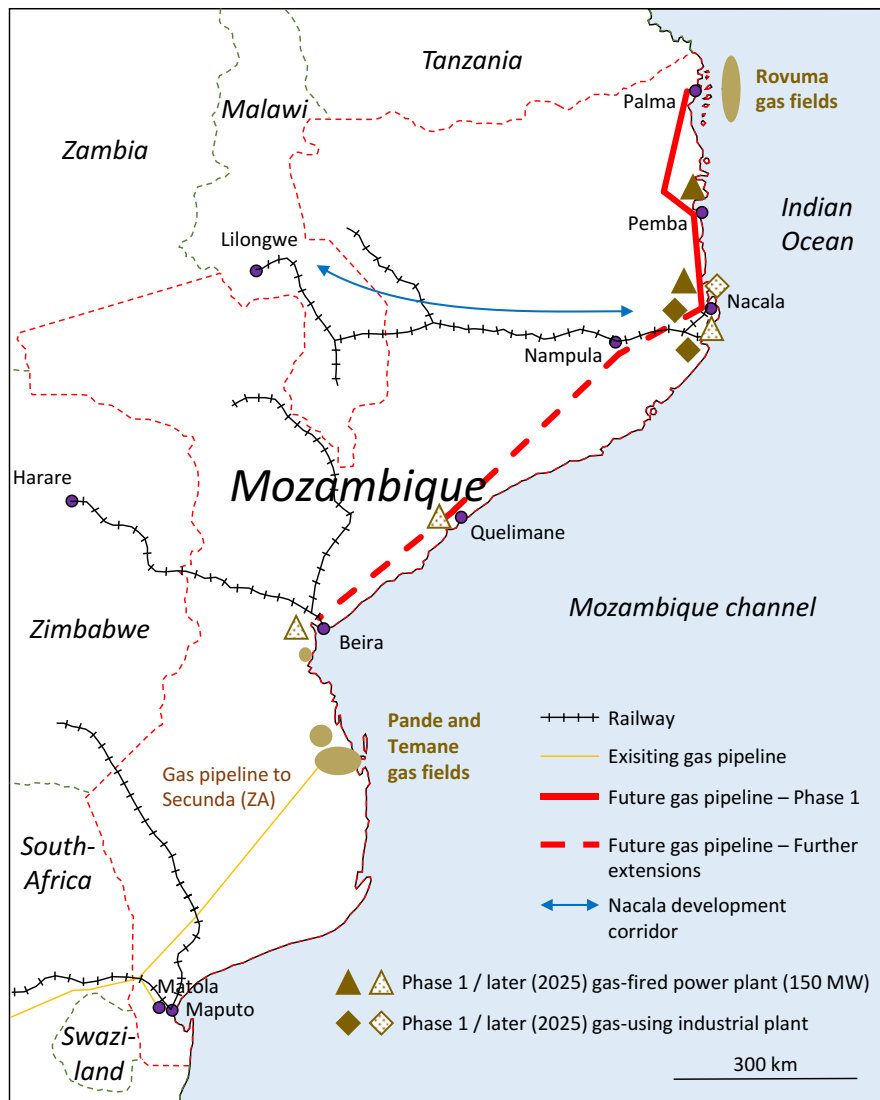 Tanzania
Rovuma
gas fields
Palma
Malawi
Zambia
Indian
Ocean
Pemba
Lilongwe
Nacala
Nampula
Mozambique
Harare
Quelimane
Mozambique channel
Zimbabwe
Beira
Pande and
Temane
gas fields
Gas pipeline to
Secunda (ZA)
South-
Africa
Matola
Maputo
Swazi-
land
Railway
Exisiting gas pipeline
Future gas pipeline – Phase 1
Future gas pipeline – Further
extensions
Nacala development
corridor
Phase 1 / later (2025) gas-fired power plant (150 MW)
Phase 1 / later (2025) gas-using industrial plant
300 km